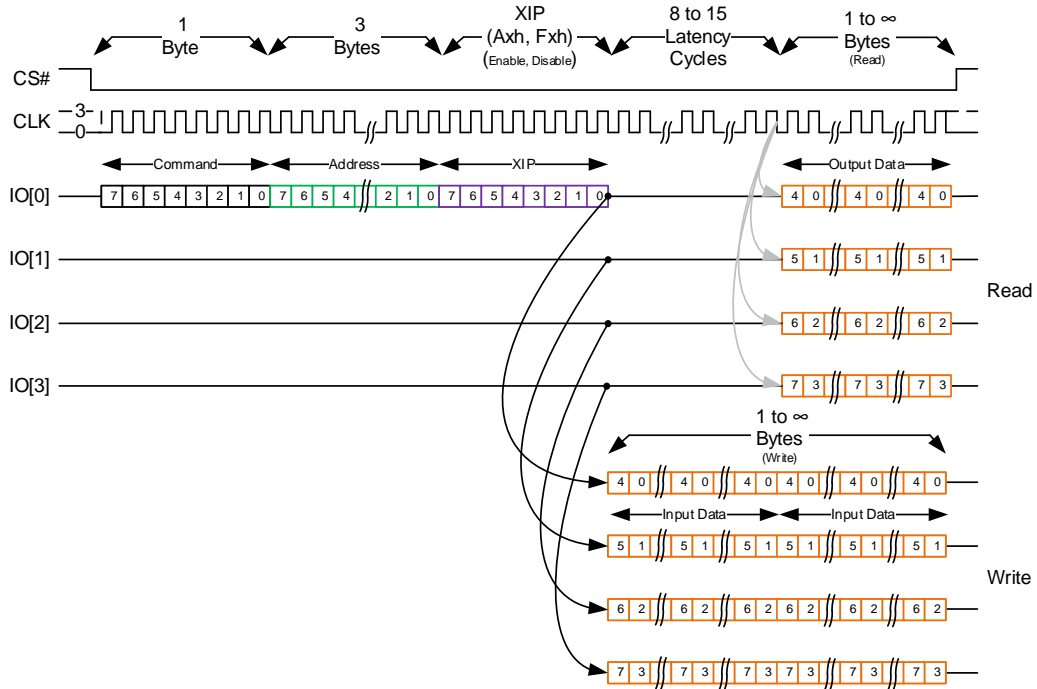 1 Byte
3 Bytes
XIP (Axh, Fxh) (Enable, Disable)
8 to 15 Latency Cycles
1 to ∞ Bytes (Read)
CS#
CLK 3 0
Command Address XIP Output Data
IO[0] 7 6 5 4 3 2 1 0 7 6 5 4 2 1 0 7 6 5 4 3 2 1 0 4 0 4 0 4 0
IO[1] 5 1 5 1 5 1
Read
IO[2] 6 2 6 2 6 2
IO[3] 7 3 7 3 7 3
1 to ∞
Bytes
(Write)
4 0 4 0 4 0 4 0 4 0 4 0
Input Data Input Data
5 1 5 1 5 1 5 1 5 1 5 1
Write
6 2 6 2 6 2 6 2 6 2 6 2
7 3 7 3 7 3 7 3 7 3 7 3